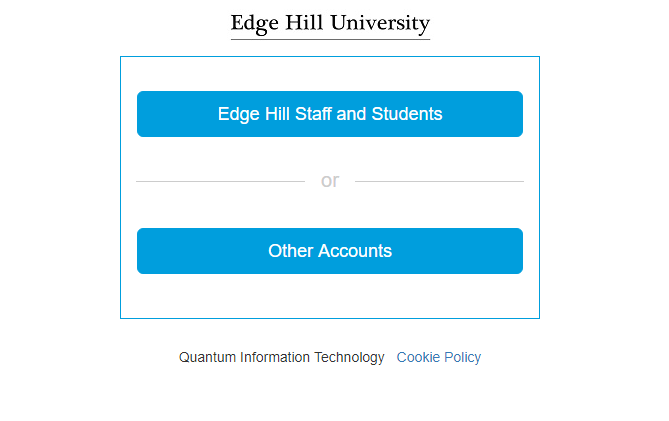 Edge Hill University
Edge Hill Staff and Students
or
Other Accounts
Quantum Information Technology Cookie Policy